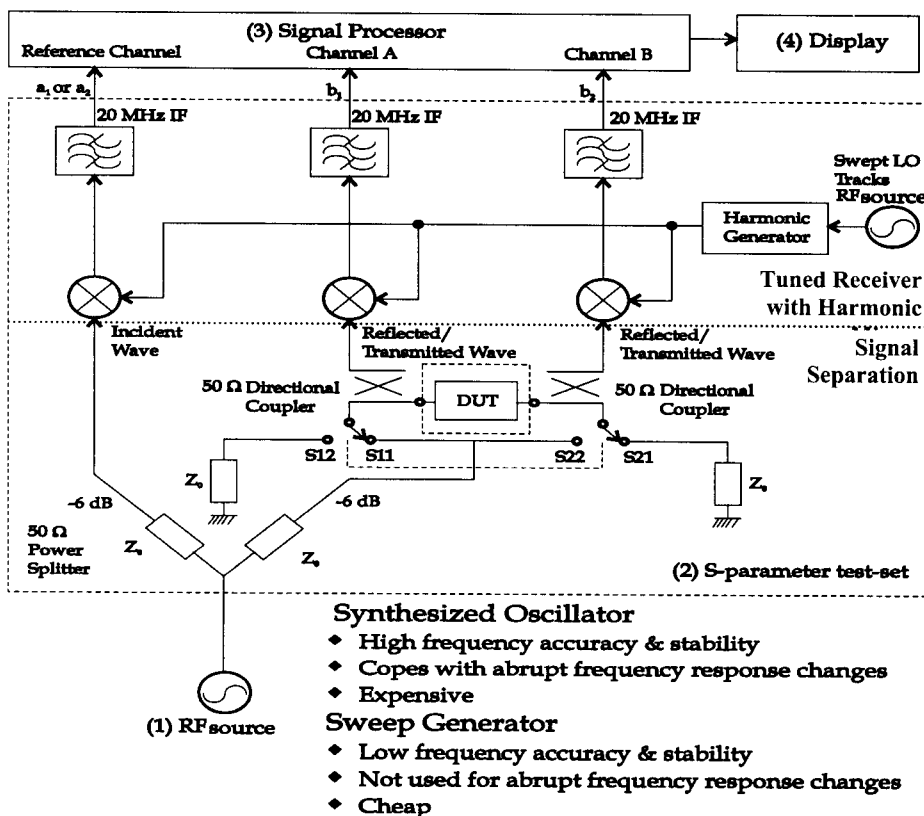 (3) Signal Processor
(4) Display
Reference Channel
Channel A
Channel B
a₁ or a₂
b₁
b₂
20 MHz IF
20 MHz IF
20 MHz IF
Swept LO
Tracks
RFsource
Harmonic
Generator
Tuned Receiver
with Harmonic
Incident
Wave
Reflected/
Transmitted Wave
Reflected/
Transmitted Wave
Signal
Separation
50 Ω Directional
Coupler
DUT
50 Ω Directional
Coupler
S12
S11
S22
S21
Zₒ
Zₒ
-6 dB
-6 dB
50 Ω
Power
Splitter
Zₒ
Zₒ
(2) S-parameter test-set
(1) RFsource
Synthesized Oscillator
◆ High frequency accuracy & stability
◆ Copes with abrupt frequency response changes
◆ Expensive
Sweep Generator
◆ Low frequency accuracy & stability
◆ Not used for abrupt frequency response changes
◆ Cheap